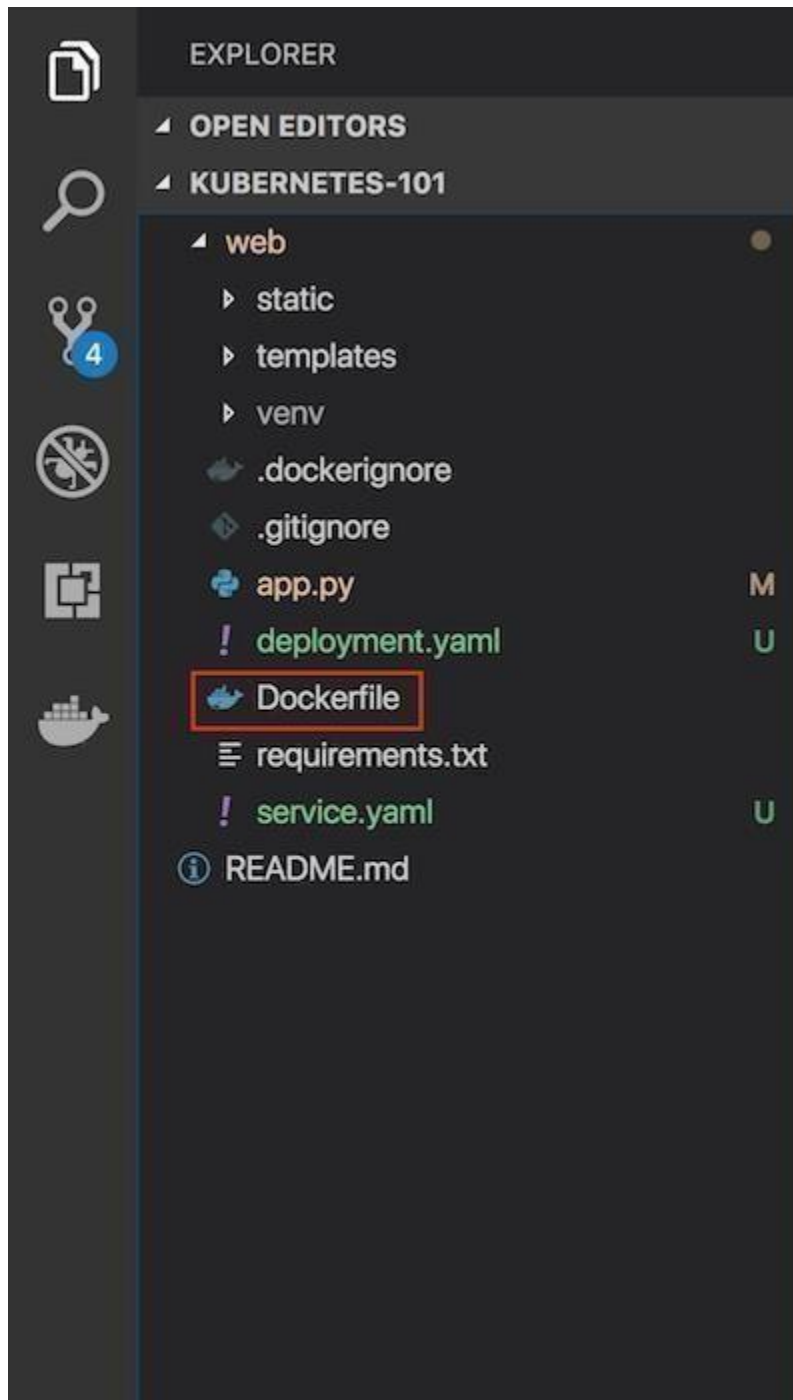 EXPLORER
OPEN EDITORS
KUBERNETES-101
web
static
templates
4
venv
.dockerignore
.gitignore
app.py M
! deployment.yaml U
Dockerfile
requirements.txt
! service.yaml U
README.md